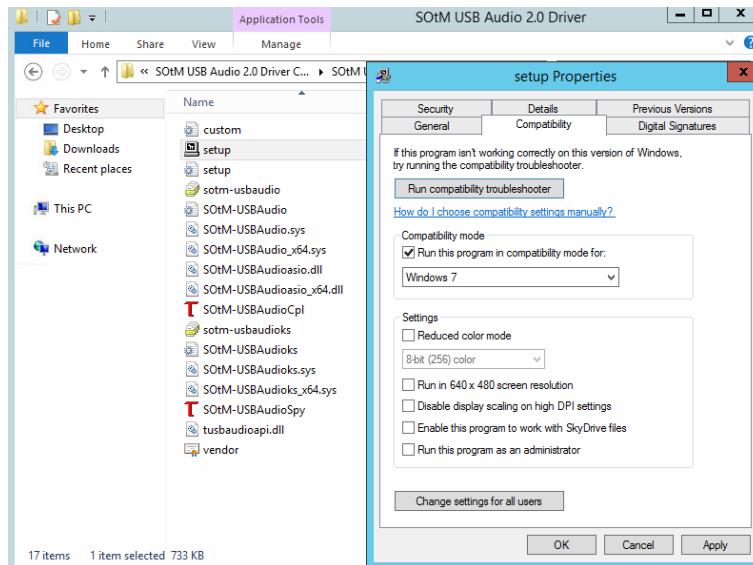 Application Tools
SOtM USB Audio 2.0 Driver
File
Home
Share
View
Manage
« SOtM USB Audio 2.0 Driver C... ▸ SOtM U
Favorites
Desktop
Downloads
Recent places
This PC
Network
Name
custom
setup
setup
sotm-usbaudio
SOtM-USBAudio
SOtM-USBAudio.sys
SOtM-USBAudio_x64.sys
SOtM-USBAudioasio.dll
SOtM-USBAudioasio_x64.dll
SOtM-USBAudioCpl
sotm-usbaudioks
SOtM-USBAudioks
SOtM-USBAudioks.sys
SOtM-USBAudioks_x64.sys
SOtM-USBAudioSpy
tusbaudioapi.dll
vendor
17 items
1 item selected 733 KB
setup Properties
Security
Details
Previous Versions
General
Compatibility
Digital Signatures
If this program isn't working correctly on this version of Windows,
try running the compatibility troubleshooter.
Run compatibility troubleshooter
How do I choose compatibility settings manually?
Compatibility mode
Run this program in compatibility mode for:
Windows 7
Settings
Reduced color mode
8-bit (256) color
Run in 640 x 480 screen resolution
Disable display scaling on high DPI settings
Enable this program to work with SkyDrive files
Run this program as an administrator
Change settings for all users
OK
Cancel
Apply